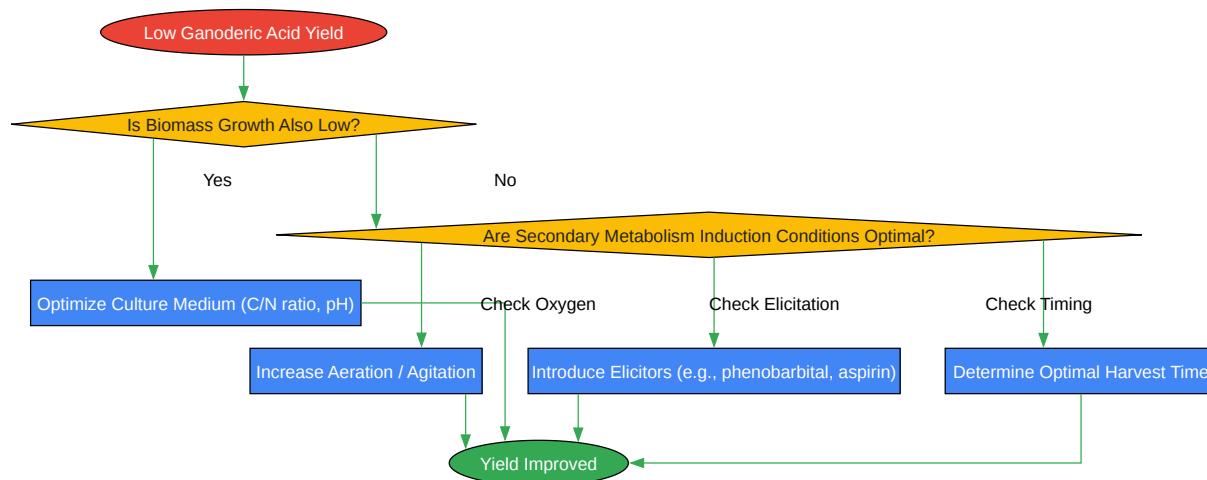 Low Ganoderic Acid Yield
Is Biomass Growth Also Low?
Yes
No
Are Secondary Metabolism Induction Conditions Optimal?
Optimize Culture Medium (C/N ratio, pH)
Check Oxygen
Check Elicitation
Check Timing
Increase Aeration / Agitation
Introduce Elicitors (e.g., phenobarbital, aspirin)
Determine Optimal Harvest Time
Yield Improved